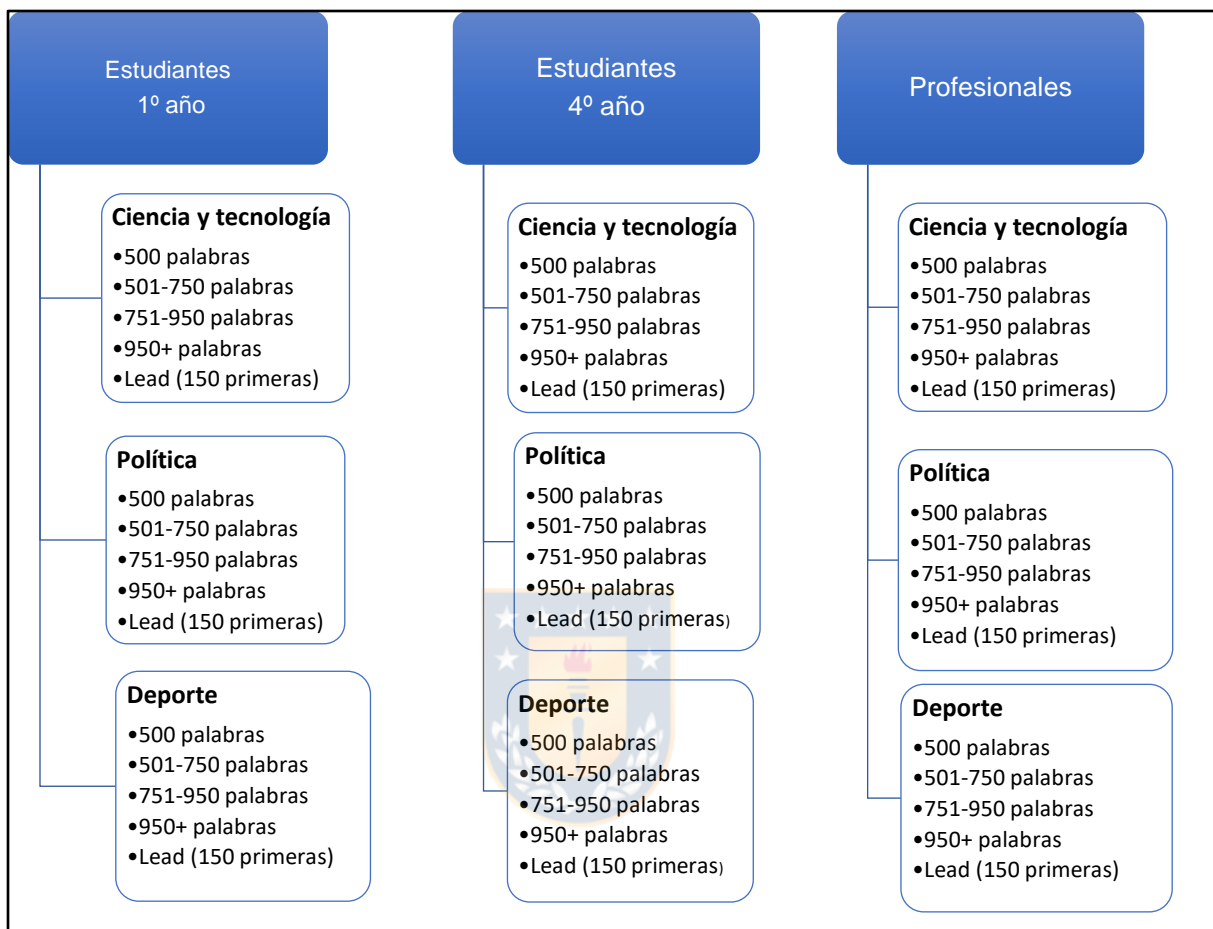 Estudiantes
1º año
Ciencia y tecnología
•500 palabras
•501-750 palabras
•751-950 palabras
•950+ palabras
•Lead (150 primeras)
Política
•500 palabras
•501-750 palabras
•751-950 palabras
•950+ palabras
•Lead (150 primeras)
Deporte
•500 palabras
•501-750 palabras
•751-950 palabras
•950+ palabras
•Lead (150 primeras)
Estudiantes
4º año
Ciencia y tecnología
•500 palabras
•501-750 palabras
•751-950 palabras
•950+ palabras
•Lead (150 primeras)
Política
•500 palabras
•501-750 palabras
•751-950 palabras
•950+ palabras
•Lead (150 primeras)
Deporte
•500 palabras
•501-750 palabras
•751-950 palabras
•950+ palabras
•Lead (150 primeras)
Profesionales
Ciencia y tecnología
•500 palabras
•501-750 palabras
•751-950 palabras
•950+ palabras
•Lead (150 primeras)
Política
•500 palabras
•501-750 palabras
•751-950 palabras
•950+ palabras
•Lead (150 primeras)
Deporte
•500 palabras
•501-750 palabras
•751-950 palabras
•950+ palabras
•Lead (150 primeras)